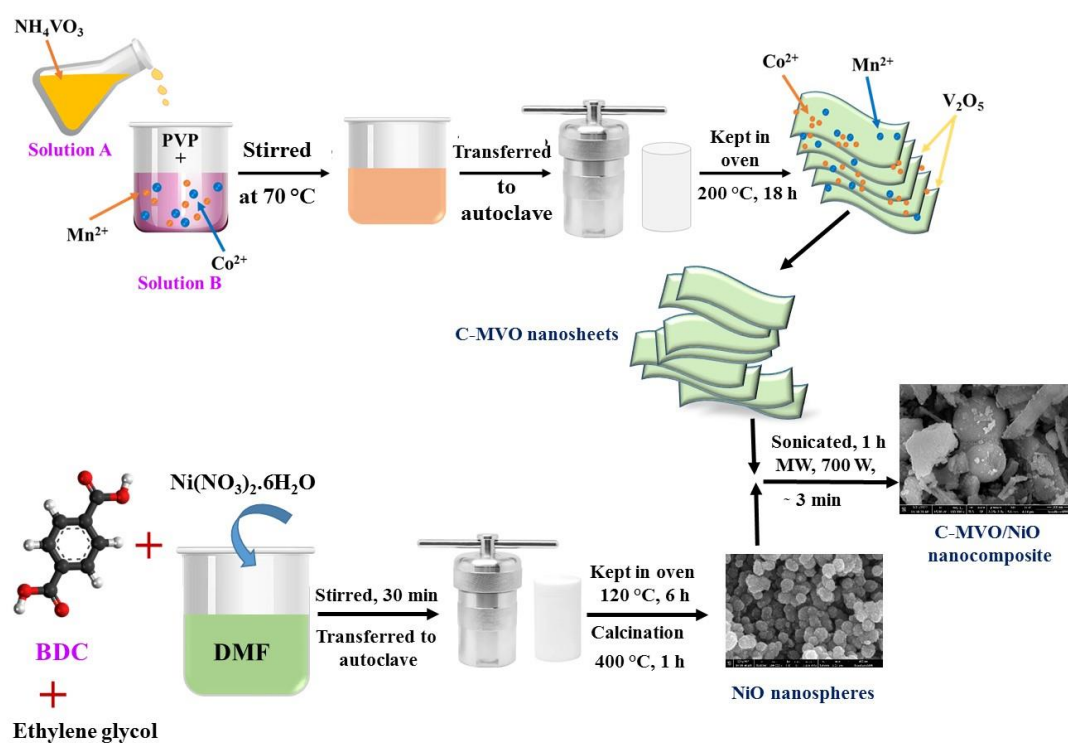 NH₄VO₃
Solution A
PVP
+
Mn²⁺
Co²⁺
Solution B
Stirred
at 70 °C
Transferred
to
autoclave
Kept in
oven
200 °C, 18 h
Co²⁺
Mn²⁺
V₂O₅
C-MVO nanosheets
Sonicated, 1 h
MW, 700 W,
~ 3 min
C-MVO/NiO
nanocomposite
BDC
+
Ethylene glycol
+
Ni(NO₃)₂.6H₂O
DMF
Stirred, 30 min
Transferred to
autoclave
Kept in oven
120 °C, 6 h
Calcination
400 °C, 1 h
NiO nanospheres